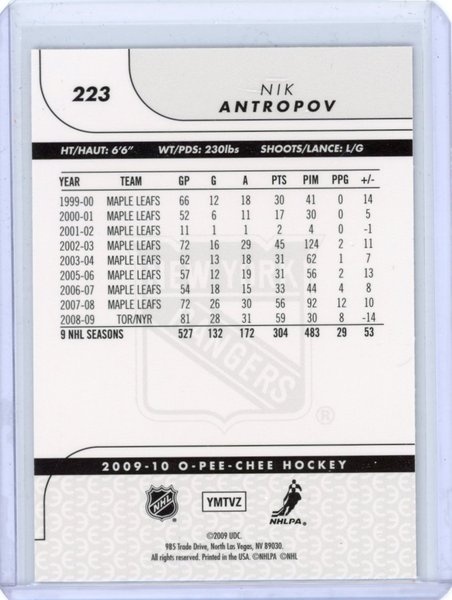 223
NIK
ANTROPOV
HT/HAUT: 6'6" WT/PDS: 230lbs SHOOTS/LANCE: L/G
YEAR TEAM GP G A PTS PIM PPG +/-
1999-00 MAPLE LEAFS 66 12 18 30 41 0 14
2000-01 MAPLE LEAFS 52 6 11 17 30 0 5
2001-02 MAPLE LEAFS 11 1 1 2 4 0 -1
2002-03 MAPLE LEAFS 72 16 29 45 124 2 11
2003-04 MAPLE LEAFS 62 13 18 31 62 1 7
2005-06 MAPLE LEAFS 57 12 19 31 56 2 13
2006-07 MAPLE LEAFS 54 18 15 33 44 4 8
2007-08 MAPLE LEAFS 72 26 30 56 92 12 10
2008-09 TOR/NYR 81 28 31 59 30 8 -14
9 NHL SEASONS 527 132 172 304 483 29 53
NEW YORK
RANGERS
®
2009-10 O-PEE-CHEE HOCKEY
NHL
YMTVZ
NHLPA
©2009 UDC.
985 Trade Drive, North Las Vegas, NV 89030.
All rights reserved. Printed in the USA. ©NHLPA ©NHL